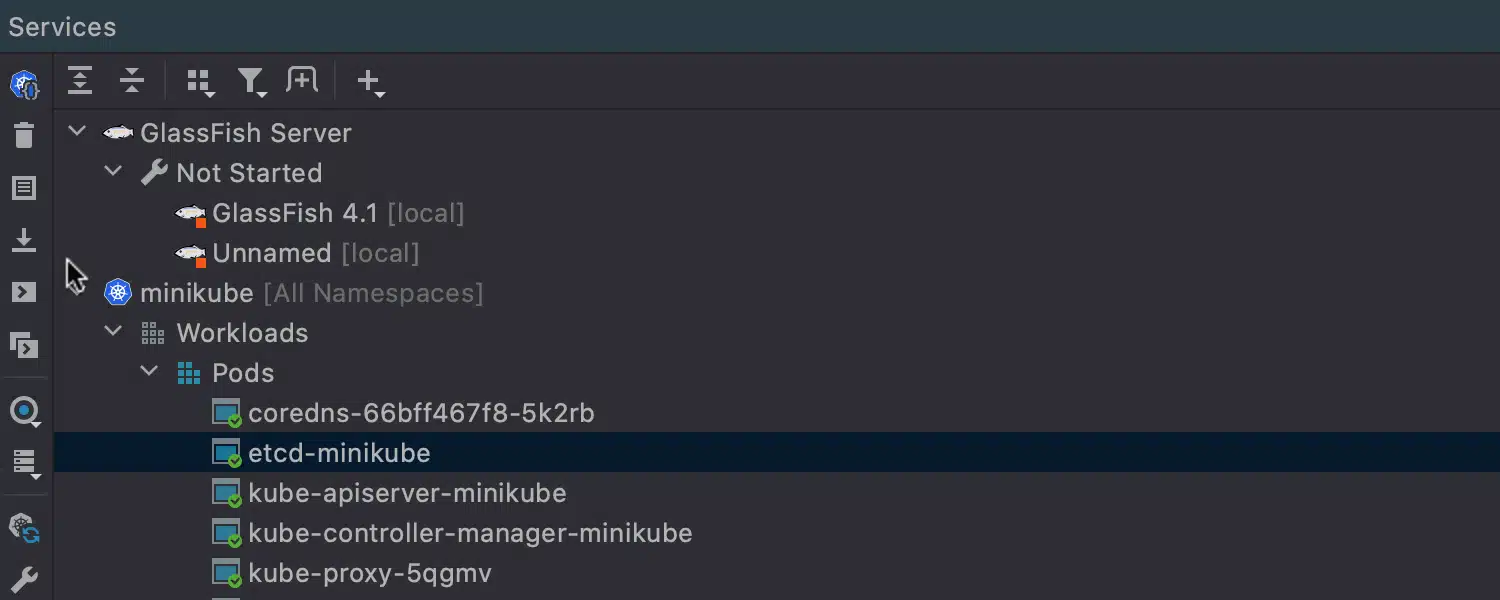 Services
GlassFish Server
Not Started
GlassFish 4.1 [local]
Unnamed [local]
minikube [All Namespaces]
Workloads
Pods
coredns-66bff467f8-5k2rb
etcd-minikube
kube-apiserver-minikube
kube-controller-manager-minikube
kube-proxy-5qgmv